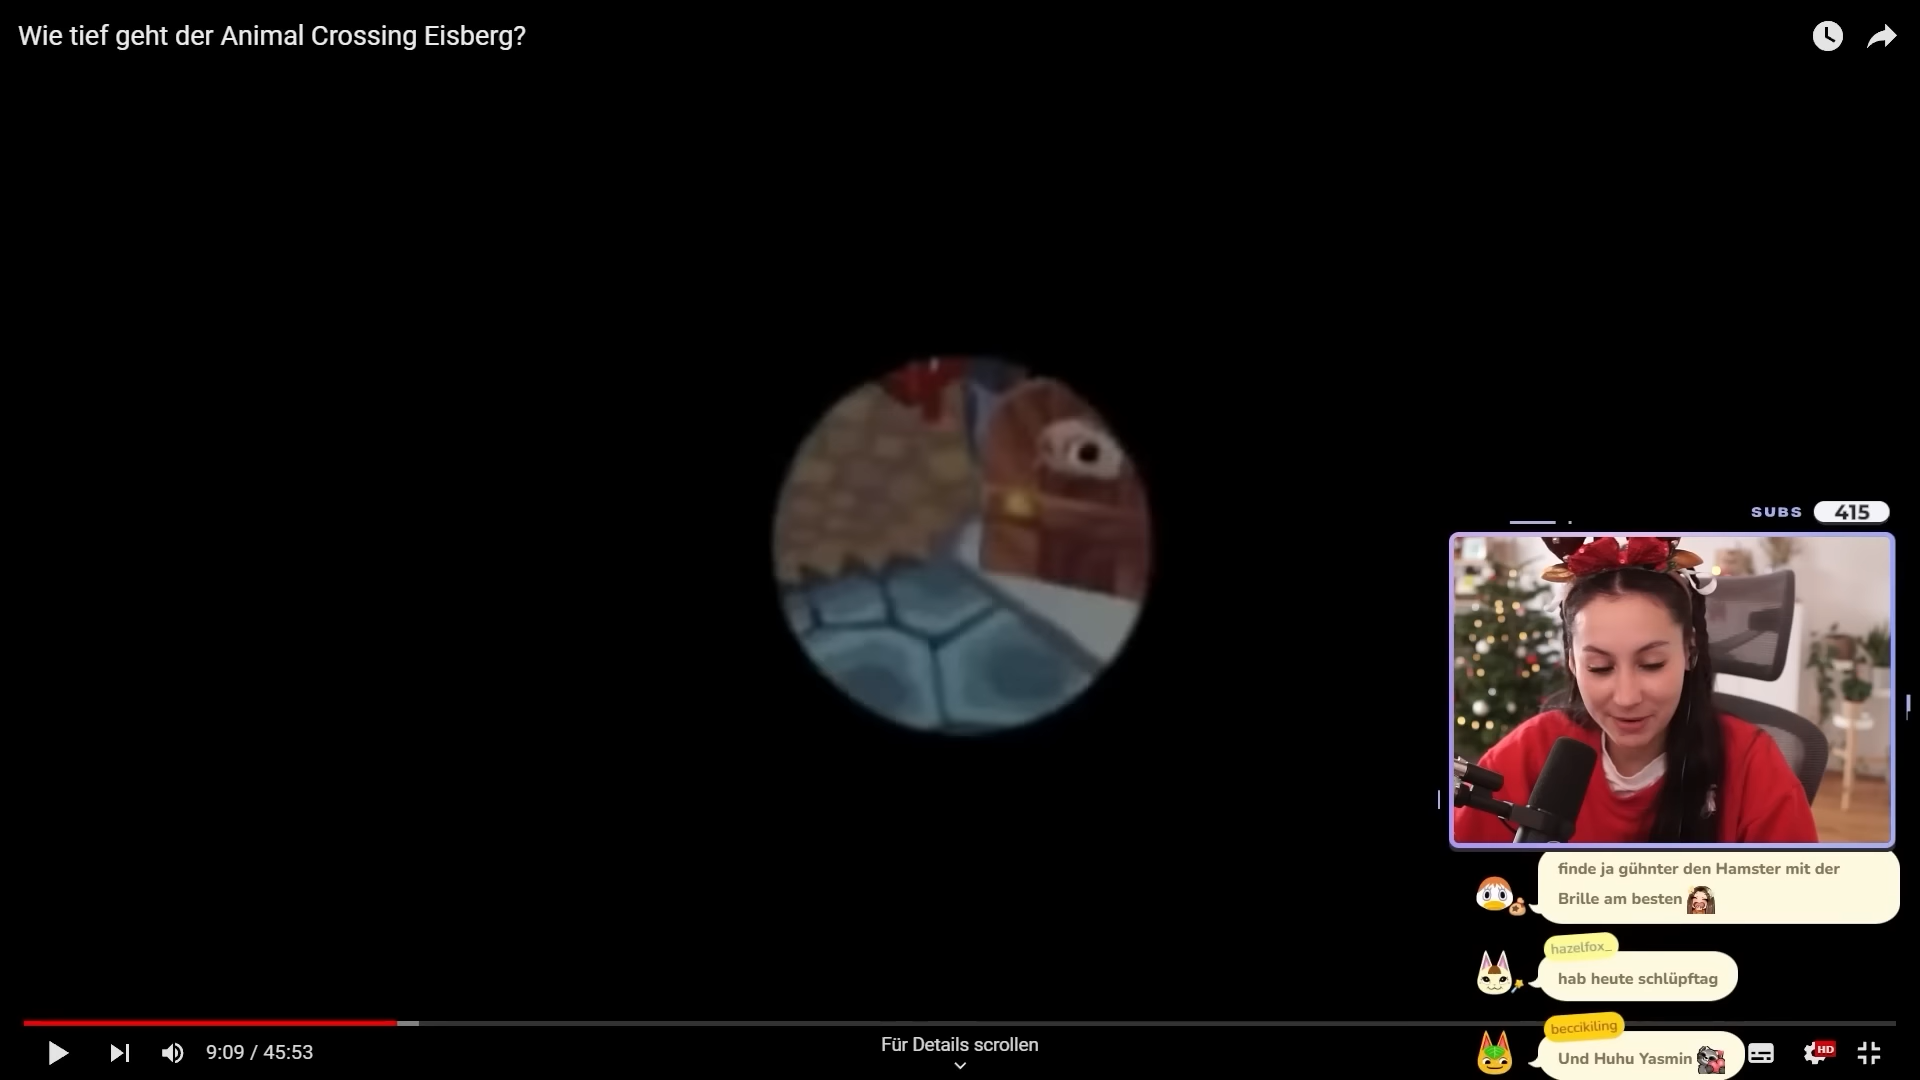 Wie tief geht der Animal Crossing Eisberg?
SUBS 415
finde ja gühnter den Hamster mit der
Brille am besten
hazelfox_
hab heute schlüpftag
beccikiling
Und Huhu Yasmin
9:09 / 45:53
Für Details scrollen
HD